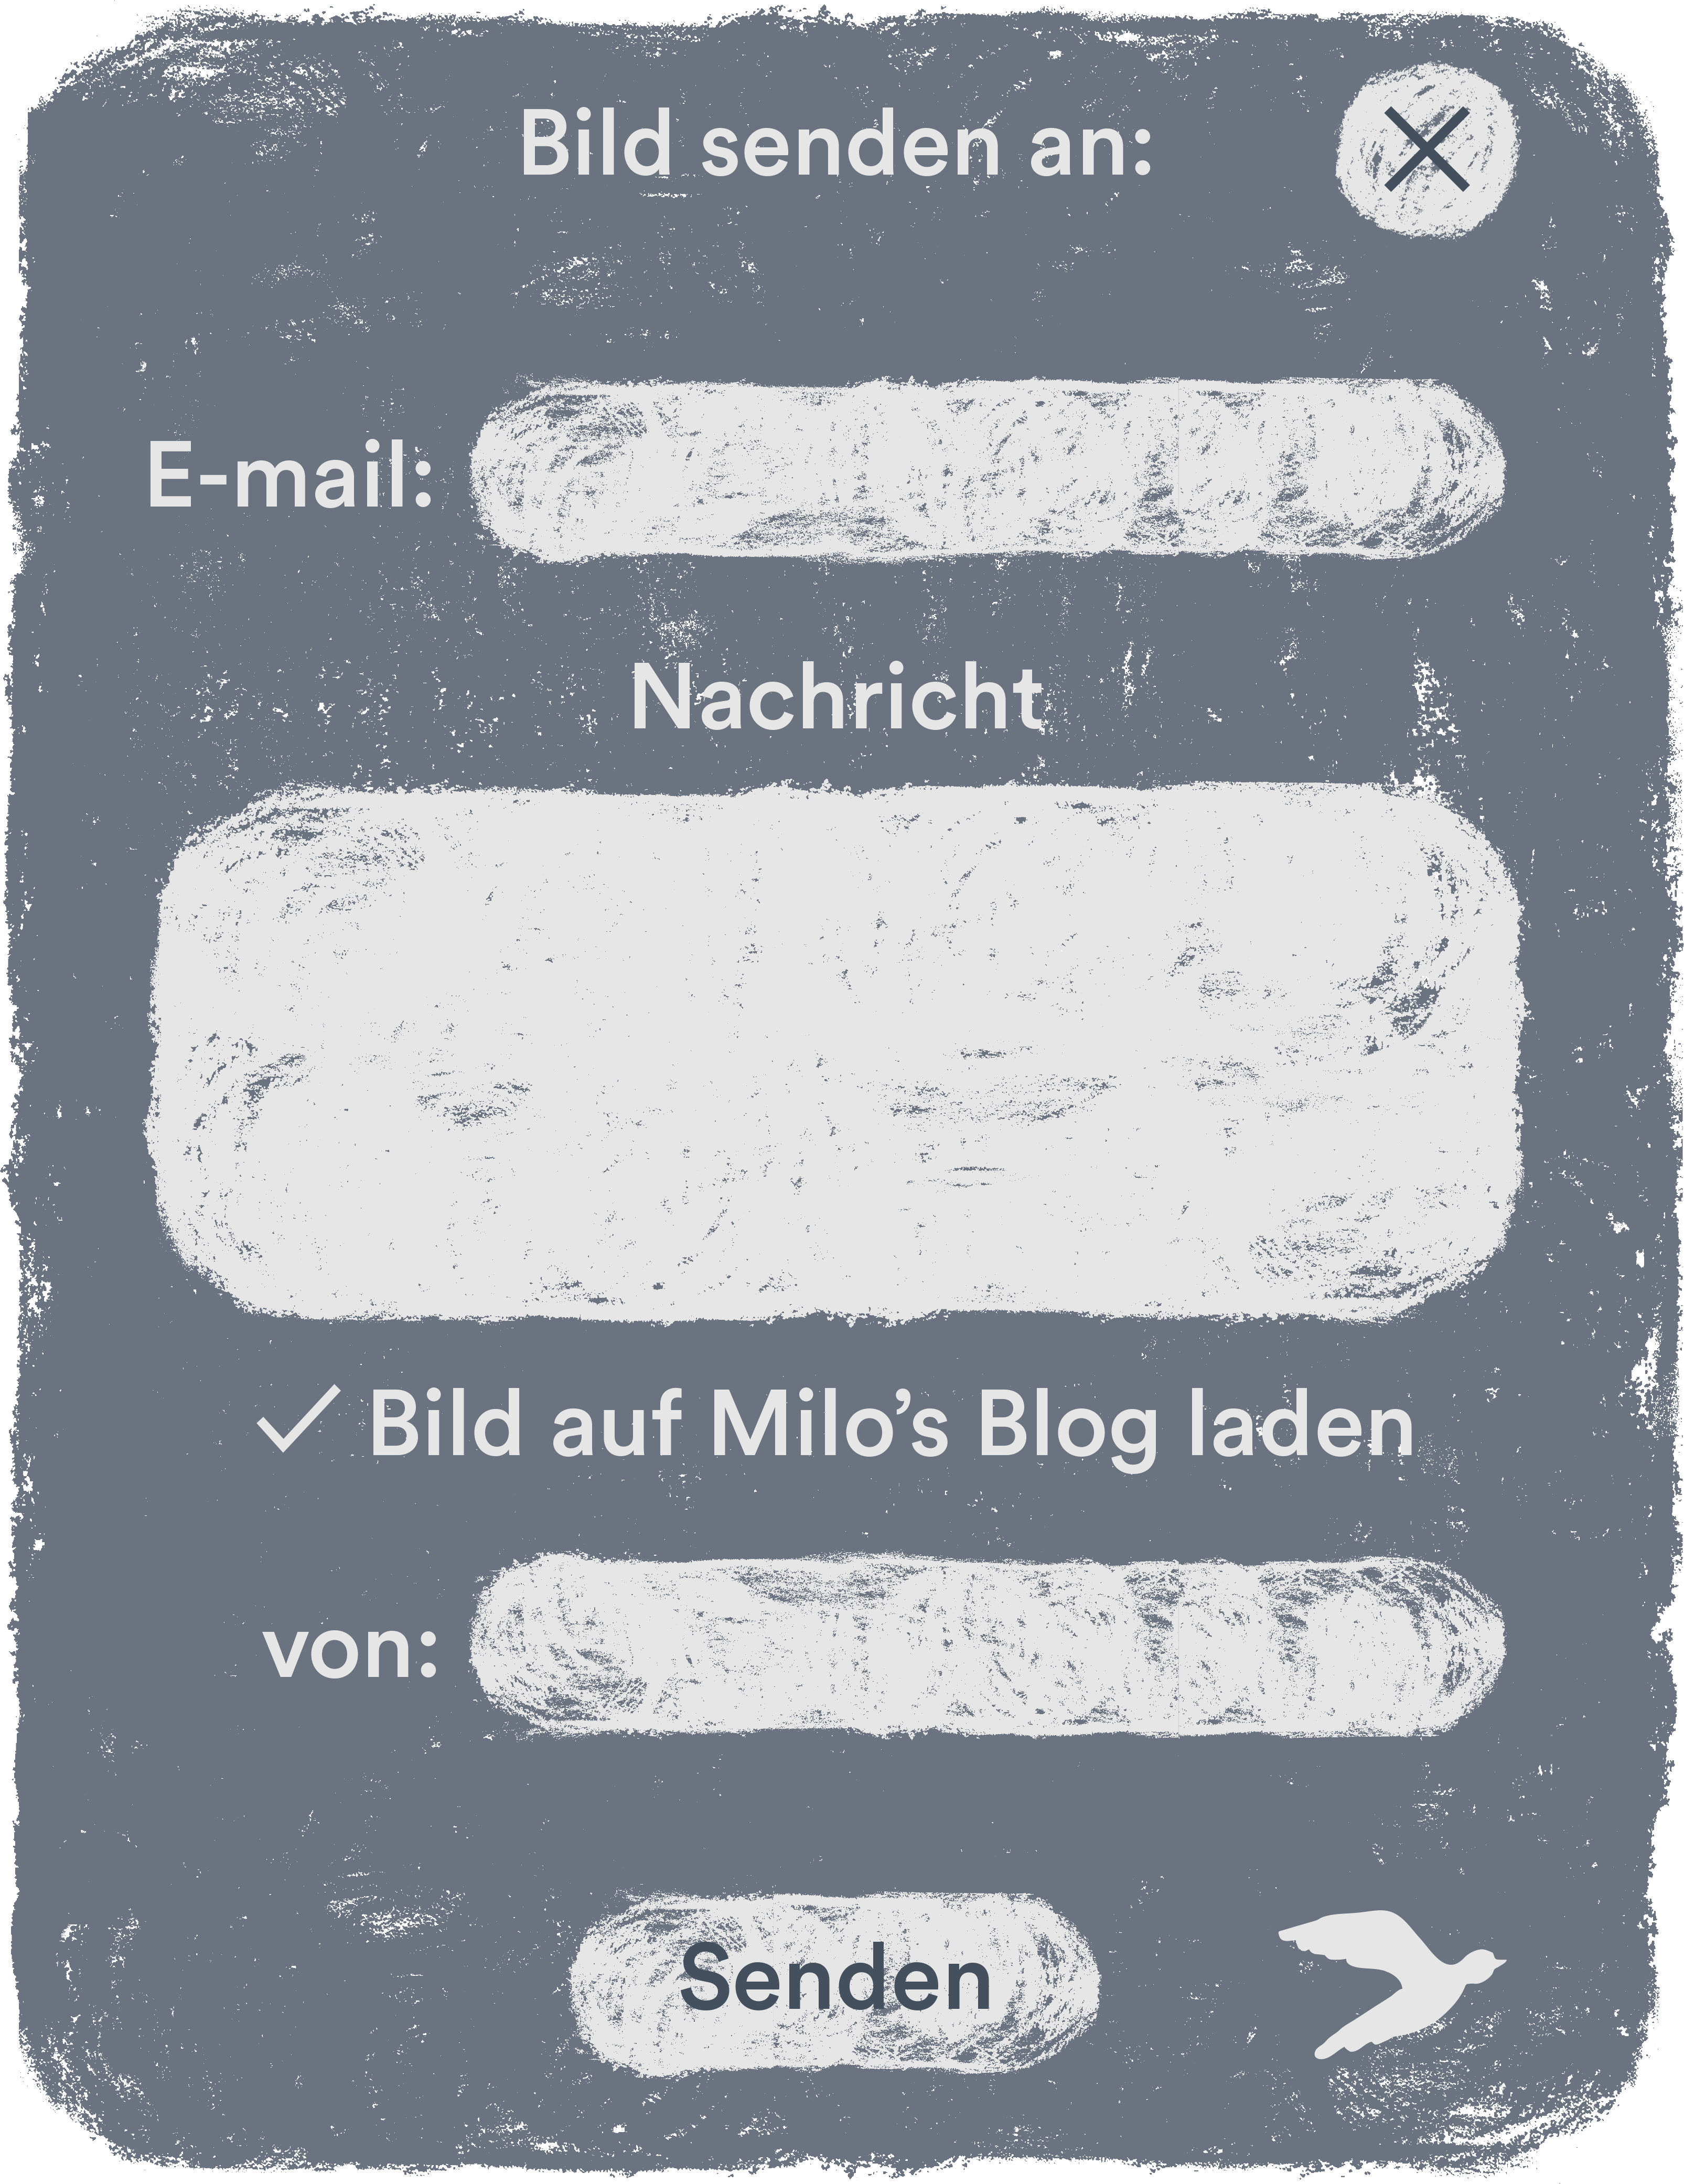 Bild senden an:
E-mail:
Nachricht
Bild auf Milo’s Blog laden
von:
Senden